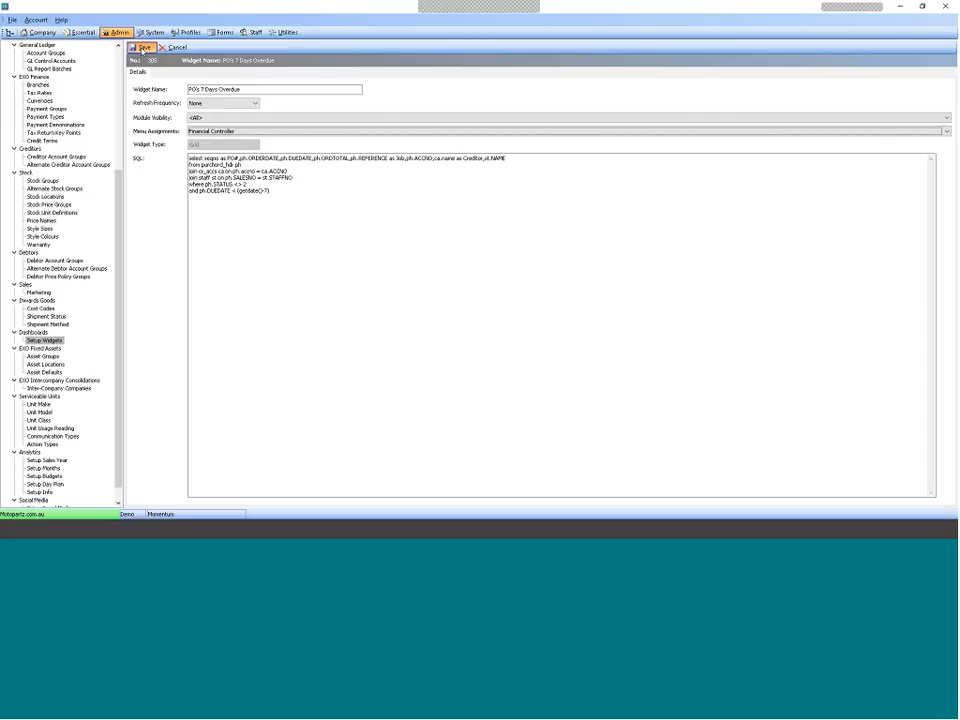 File Account Help
Company Essential Admin System Profiles Forms Staff Utilities
General Ledger
Account Groups
GL Control Accounts
GL Report Batches
EXO Finance
Branches
Tax Rates
Currencies
Payment Groups
Payment Types
Payment Denominations
Tax Return Key Points
Credit Terms
Creditors
Creditor Account Groups
Alternate Creditor Account Groups
Stock
Stock Groups
Alternate Stock Groups
Stock Locations
Stock Price Groups
Stock Unit Definitions
Price Names
Style Sizes
Style Colours
Warranty
Debtors
Debtor Account Groups
Alternate Debtor Account Groups
Debtor Price Policy Groups
Sales
Marketing
Inwards Goods
Cost Codes
Shipment Status
Shipment Method
Dashboards
Setup Widgets
EXO Fixed Assets
Asset Groups
Asset Locations
Asset Defaults
EXO Intercompany Consolidations
Inter-Company Companies
Serviceable Units
Unit Make
Unit Model
Unit Class
Unit Usage Reading
Communication Types
Action Types
Analytics
Setup Sales Year
Setup Months
Setup Budgets
Setup Day Plan
Setup Info
Social Media
Save Cancel
No.: 305 Widget Name: PO's 7 Days Overdue
Details
Widget Name: PO's 7 Days Overdue
Refresh Frequency: None
Module Visibility: <All>
Menu Assignments: Financial Controller
Widget Type: Grid
SQL: select seqno as PO#,ph.ORDERDATE,ph.DUEDATE,ph.ORDTOTAL,ph.REFERENCE as Job,ph.ACCNO,ca.name as Creditor,st.NAME
from purchord_hdr ph
join cr_accs ca on ph.accno = ca.ACCNO
join staff st on ph.SALESNO = st.STAFFNO
where ph.STATUS <> 2
and ph.DUEDATE < (getdate()-7)
Motopartz.com.au Demo Momentum